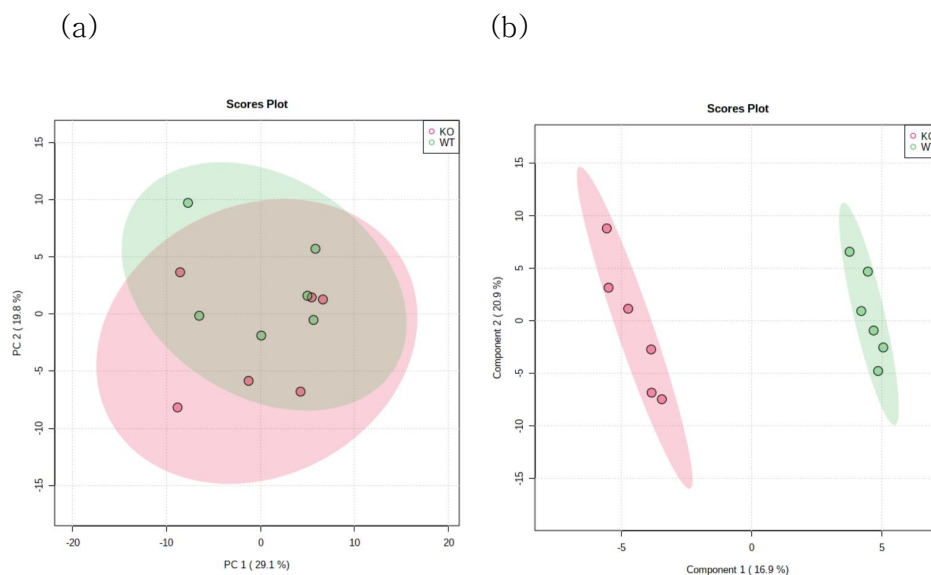 (a)
(b)
Scores Plot
KO
WT
PC 2 ( 19.8 %)
15
10
5
0
-5
-10
-15
-20
-10
0
10
20
PC 1 ( 29.1 %)
Scores Plot
KO
WT
Component 2 ( 20.9 %)
15
10
5
0
-5
-10
-15
-5
0
5
Component 1 ( 16.9 %)